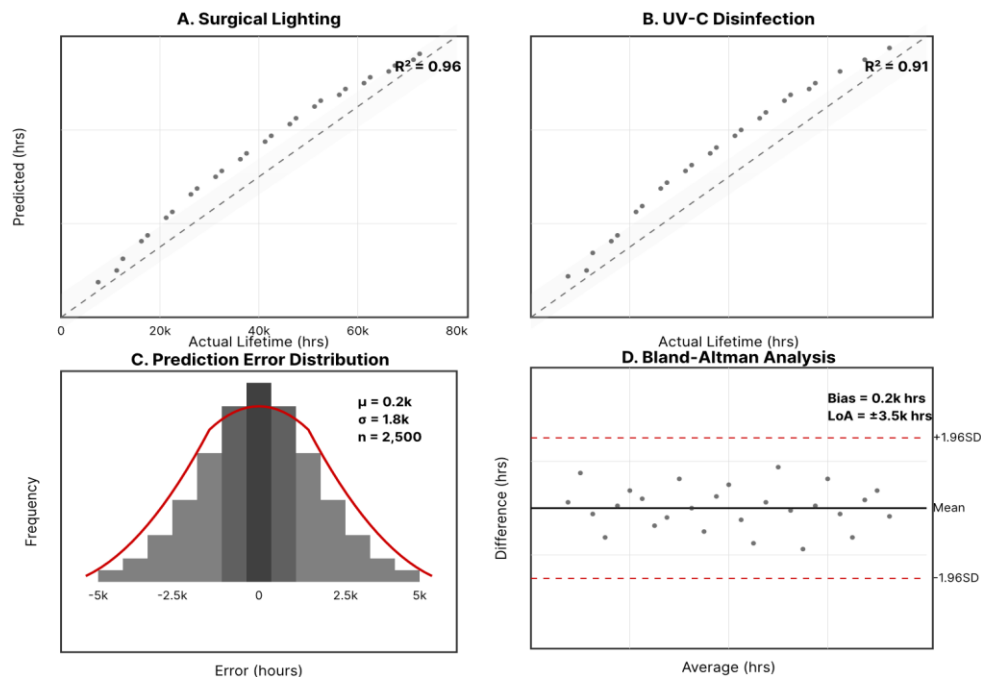 A. Surgical Lighting
R² = 0.96
Predicted (hrs)
0 20k 40k 60k 80k
Actual Lifetime (hrs)
B. UV-C Disinfection
R² = 0.91
Actual Lifetime (hrs)
C. Prediction Error Distribution
μ = 0.2k
σ = 1.8k
n = 2,500
Frequency
-5k -2.5k 0 2.5k 5k
Error (hours)
D. Bland-Altman Analysis
Bias = 0.2k hrs
LoA = ±3.5k hrs
+1.96SD
Mean
-1.96SD
Difference (hrs)
Average (hrs)